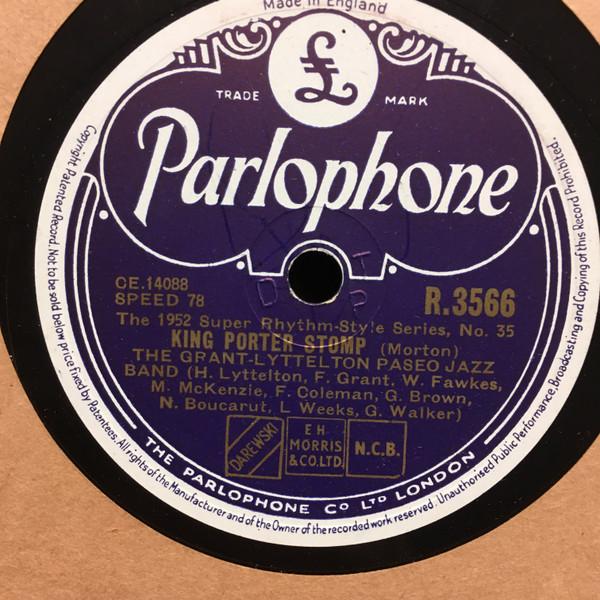 Made in England
£
TRADE MARK
Parlophone
CE.14088
SPEED 78
R.3566
The 1952 Super Rhythm-Style Series, No. 35
KING PORTER STOMP (Morton)
THE GRANT-LYTTELTON PASEO JAZZ
BAND (H. Lyttelton, F. Grant, W. Fawkes,
M. McKenzie, F. Coleman, G. Brown,
N. Boucarut, L Weeks, G. Walker)
DAREWSKI
E H
MORRIS
& CO. LTD.
N.C.B.
THE PARLOPHONE Co LTD LONDON
Copyright Patented Record. Not to be sold below price fixed by Patentees. All rights of the Manufacturer and of the Owner of the recorded work reserved. Unauthorised Public Performance, Broadcasting and Copying of this Record Prohibited.
D
T
P